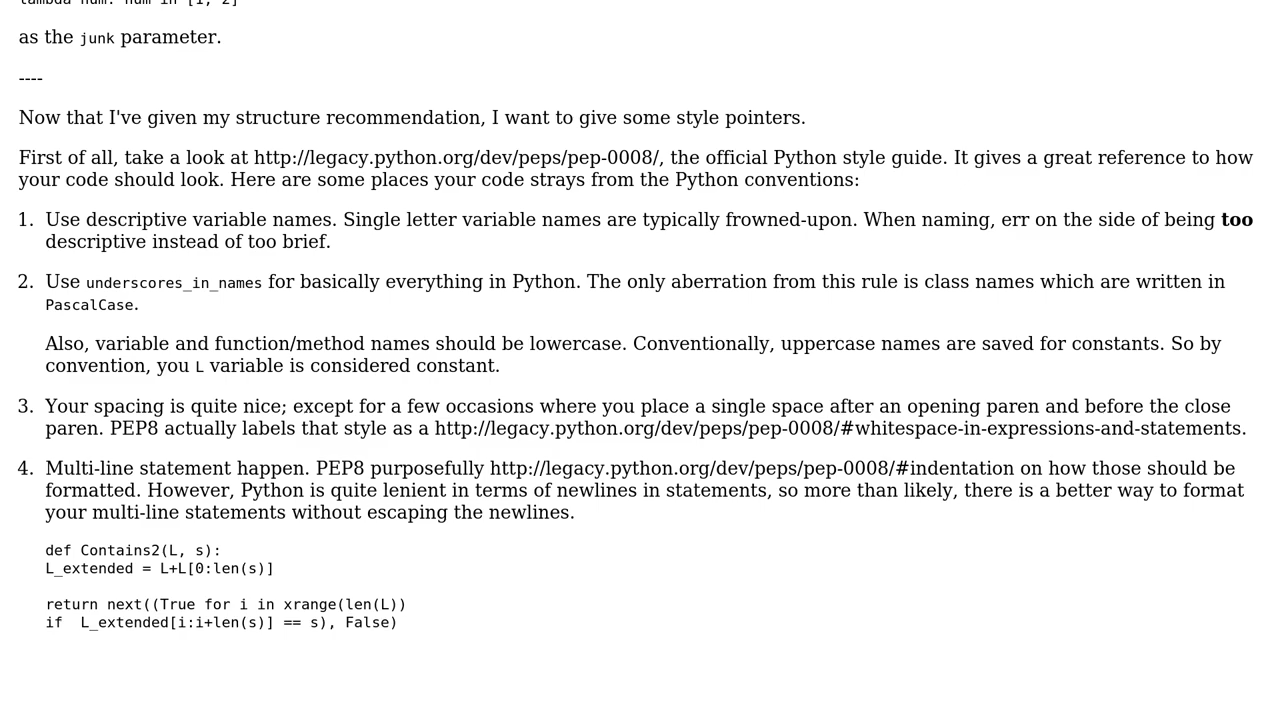 lambda num: num in [1, 2]
as the junk parameter.
----
Now that I've given my structure recommendation, I want to give some style pointers.
First of all, take a look at http://legacy.python.org/dev/peps/pep-0008/, the official Python style guide. It gives a great reference to how
your code should look. Here are some places your code strays from the Python conventions:
1. Use descriptive variable names. Single letter variable names are typically frowned-upon. When naming, err on the side of being too
descriptive instead of too brief.
2. Use underscores_in_names for basically everything in Python. The only aberration from this rule is class names which are written in
PascalCase.
Also, variable and function/method names should be lowercase. Conventionally, uppercase names are saved for constants. So by
convention, you L variable is considered constant.
3. Your spacing is quite nice; except for a few occasions where you place a single space after an opening paren and before the close
paren. PEP8 actually labels that style as a http://legacy.python.org/dev/peps/pep-0008/#whitespace-in-expressions-and-statements.
4. Multi-line statement happen. PEP8 purposefully http://legacy.python.org/dev/peps/pep-0008/#indentation on how those should be
formatted. However, Python is quite lenient in terms of newlines in statements, so more than likely, there is a better way to format
your multi-line statements without escaping the newlines.
def Contains2(L, s):
L_extended = L+L[0:len(s)]
return next((True for i in xrange(len(L))
if  L_extended[i:i+len(s)] == s), False)